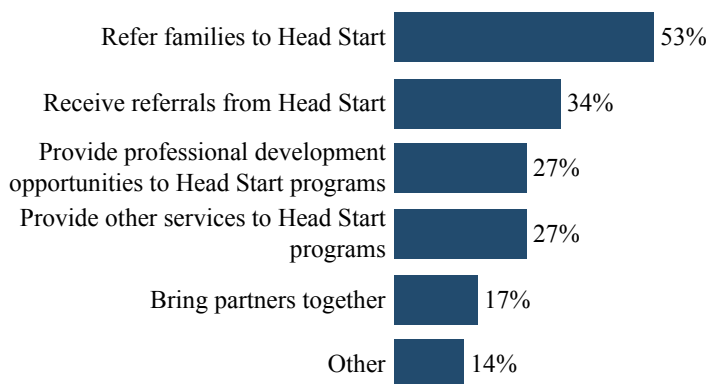 Refer families to Head Start 53%
Receive referrals from Head Start 34%
Provide professional development
opportunities to Head Start programs 27%
Provide other services to Head Start
programs 27%
Bring partners together 17%
Other 14%